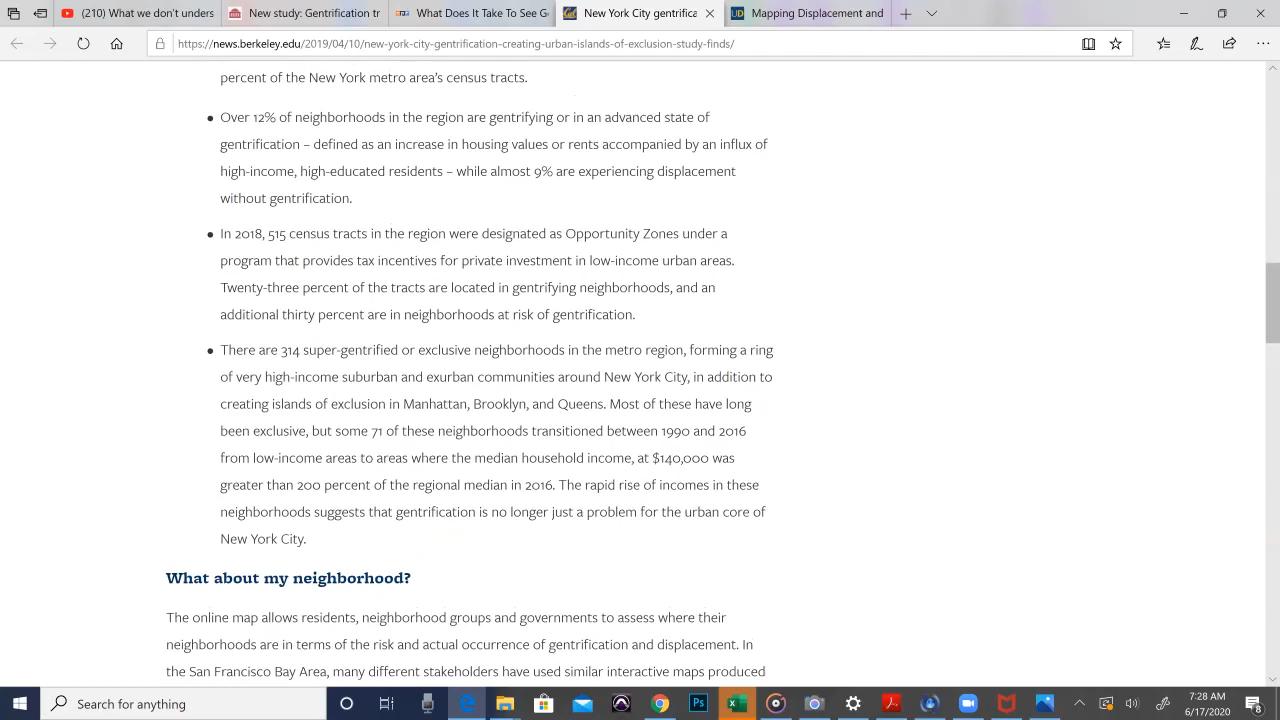 (210) What don't unders
New study: Gentrification tr
What Does It Take To See G
New York City gentrifica
Mapping Displacement and
https://news.berkeley.edu/2019/04/10/new-york-city-gentrification-creating-urban-islands-of-exclusion-study-finds/
percent of the New York metro area's census tracts.
• Over 12% of neighborhoods in the region are gentrifying or in an advanced state of
gentrification – defined as an increase in housing values or rents accompanied by an influx of
high-income, high-educated residents – while almost 9% are experiencing displacement
without gentrification.
• In 2018, 515 census tracts in the region were designated as Opportunity Zones under a
program that provides tax incentives for private investment in low-income urban areas.
Twenty-three percent of the tracts are located in gentrifying neighborhoods, and an
additional thirty percent are in neighborhoods at risk of gentrification.
• There are 314 super-gentrified or exclusive neighborhoods in the metro region, forming a ring
of very high-income suburban and exurban communities around New York City, in addition to
creating islands of exclusion in Manhattan, Brooklyn, and Queens. Most of these have long
been exclusive, but some 71 of these neighborhoods transitioned between 1990 and 2016
from low-income areas to areas where the median household income, at $140,000 was
greater than 200 percent of the regional median in 2016. The rapid rise of incomes in these
neighborhoods suggests that gentrification is no longer just a problem for the urban core of
New York City.
What about my neighborhood?
The online map allows residents, neighborhood groups and governments to assess where their
neighborhoods are in terms of the risk and actual occurrence of gentrification and displacement. In
the San Francisco Bay Area, many different stakeholders have used similar interactive maps produced
Search for anything
Ps
7:28 AM
6/17/2020
8